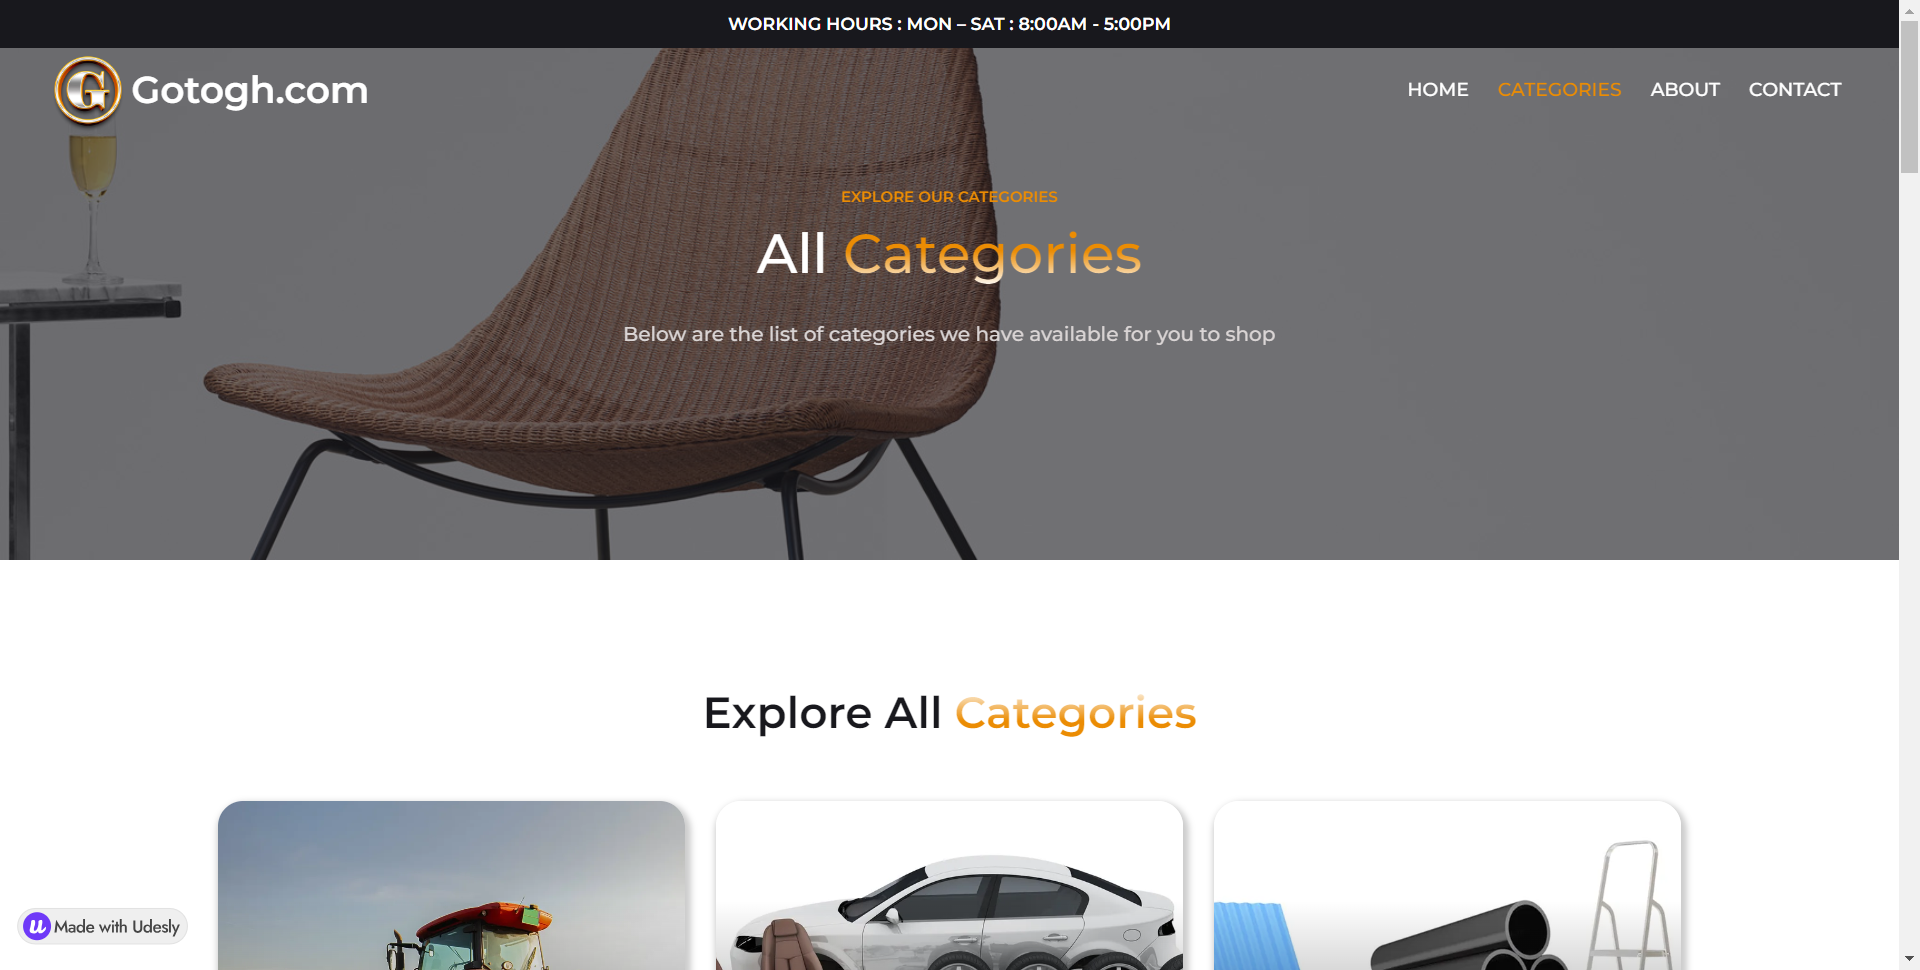 WORKING HOURS : MON – SAT : 8:00AM - 5:00PM
G Gotogh.com
HOME CATEGORIES ABOUT CONTACT
EXPLORE OUR CATEGORIES
All Categories
Below are the list of categories we have available for you to shop
Explore All Categories
u Made with Udesly